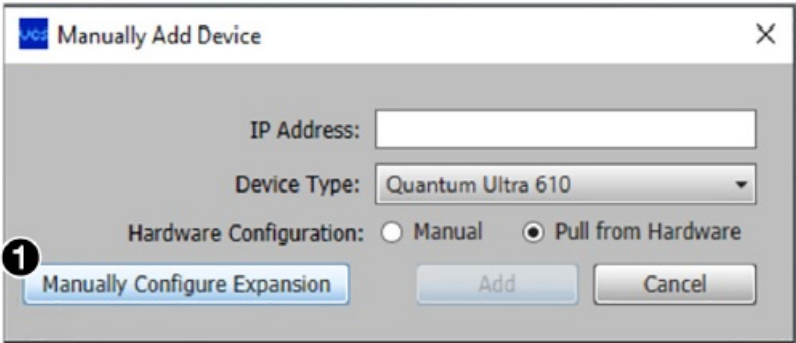 vcs Manually Add Device
IP Address:
Device Type: Quantum Ultra 610
Hardware Configuration: Manual Pull from Hardware
1
Manually Configure Expansion Add Cancel